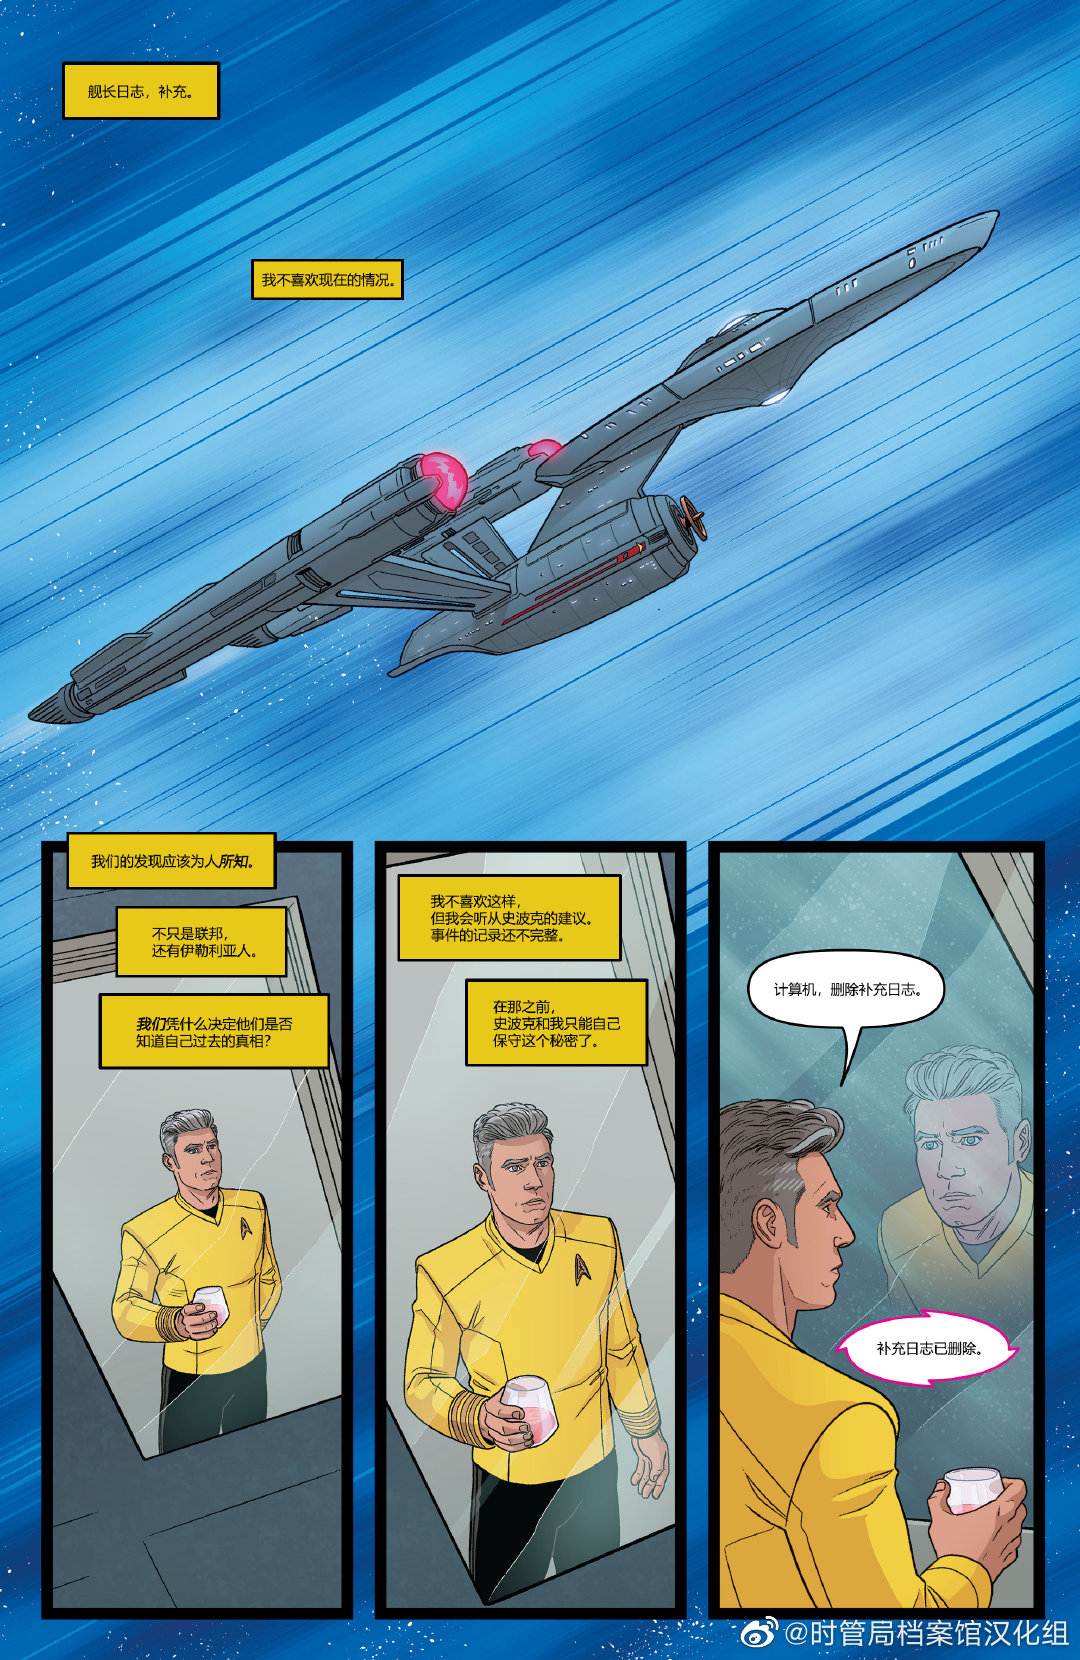 舰长日志，补充。
我不喜欢现在的情况。
我们的发现应该为人所知。
不只是联邦，
还有伊勒利亚人。
我们凭什么决定他们是否
知道自己过去的真相？
我不喜欢这样，
但我会听从史波克的建议。
事件的记录还不完整。
在那之前，
史波克和我只能自己
保守这个秘密了。
计算机，删除补充日志。
补充日志已删除。
@时管局档案馆汉化组